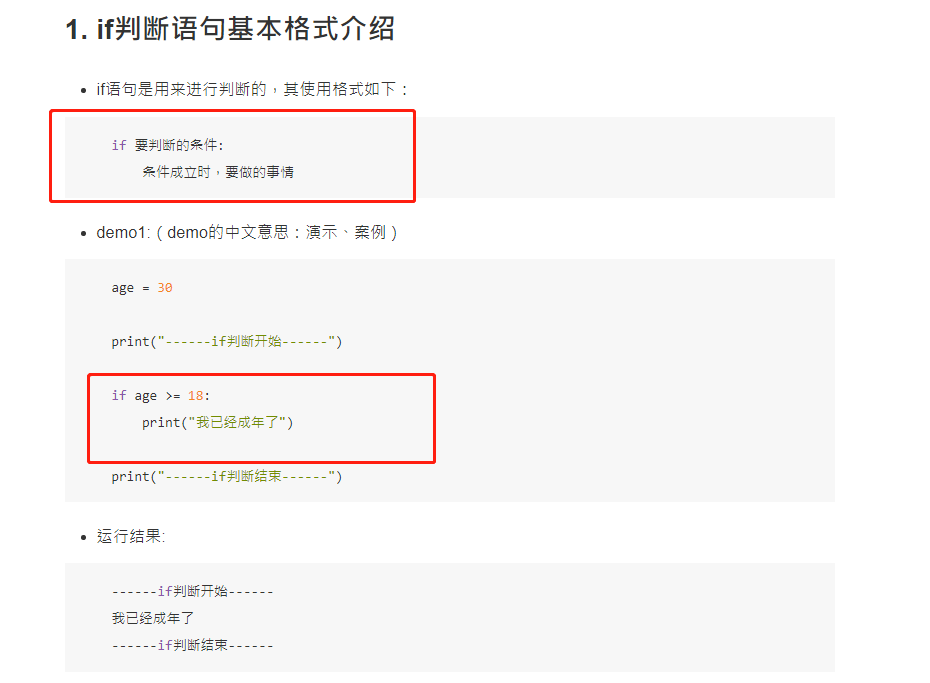 1. if判断语句基本格式介绍
if语句是用来进行判断的，其使用格式如下：
if 要判断的条件:
条件成立时，要做的事情
demo1:（demo的中文意思：演示、案例）
age = 30
print("------if判断开始------")
if age >= 18:
print("我已经成年了")
print("------if判断结束------")
运行结果:
------if判断开始------
我已经成年了
------if判断结束------